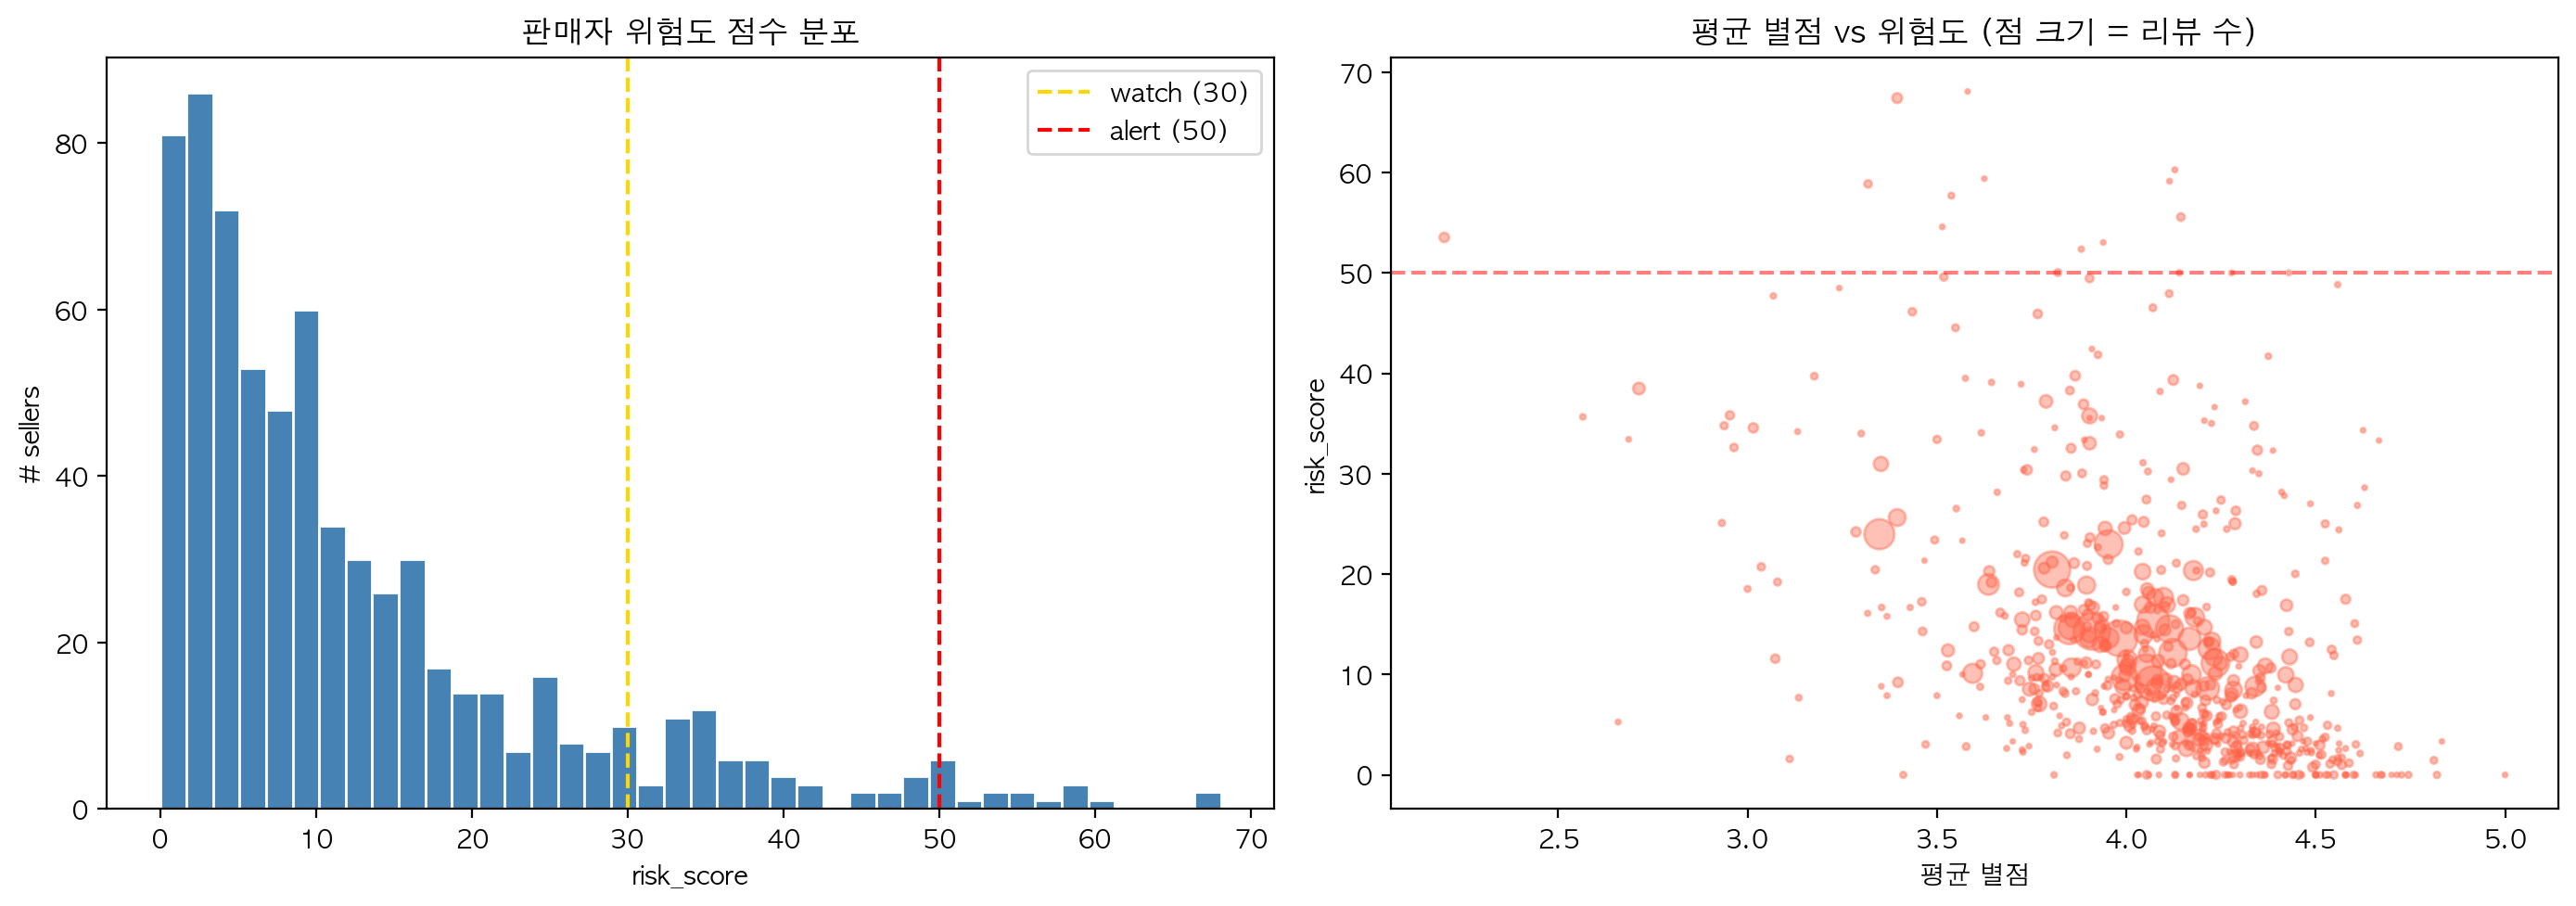 판매자 위험도 점수 분포
# sellers
80
60
40
20
0
watch (30)
alert (50)
0 10 20 30 40 50 60 70
risk_score
평균 별점 vs 위험도 (점 크기 = 리뷰 수)
risk_score
70
60
50
40
30
20
10
0
2.5 3.0 3.5 4.0 4.5 5.0
평균 별점